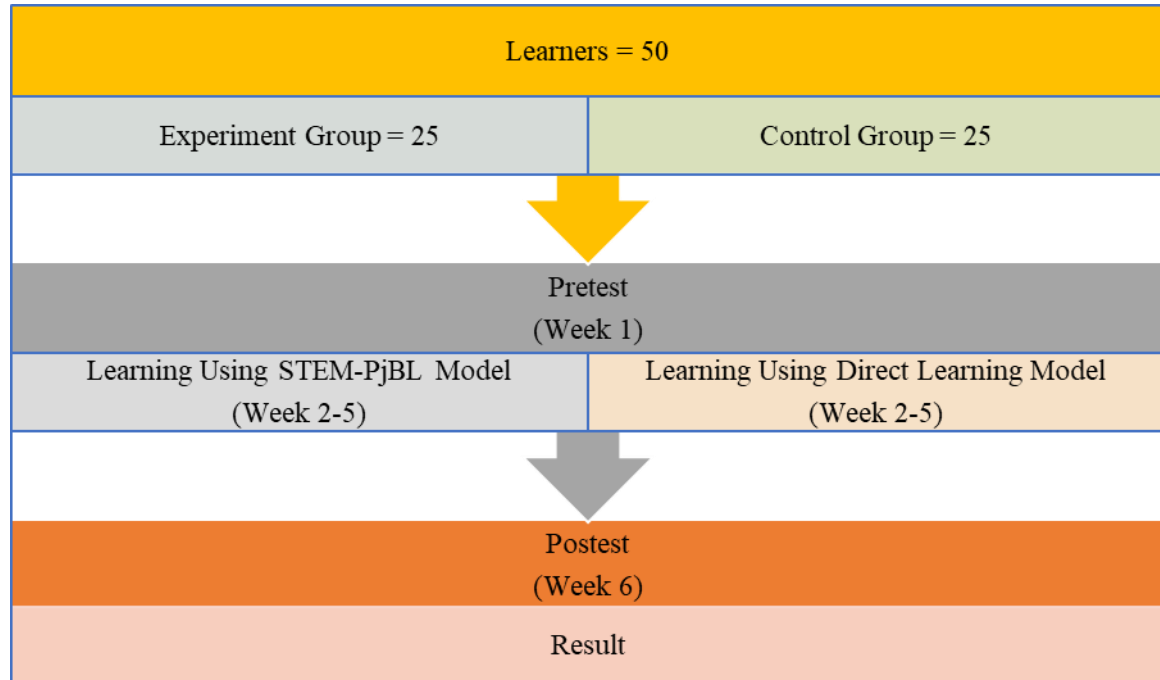 Learners = 50
Experiment Group = 25
Control Group = 25
Pretest
(Week 1)
Learning Using STEM-PjBL Model
(Week 2-5)
Learning Using Direct Learning Model
(Week 2-5)
Postest
(Week 6)
Result